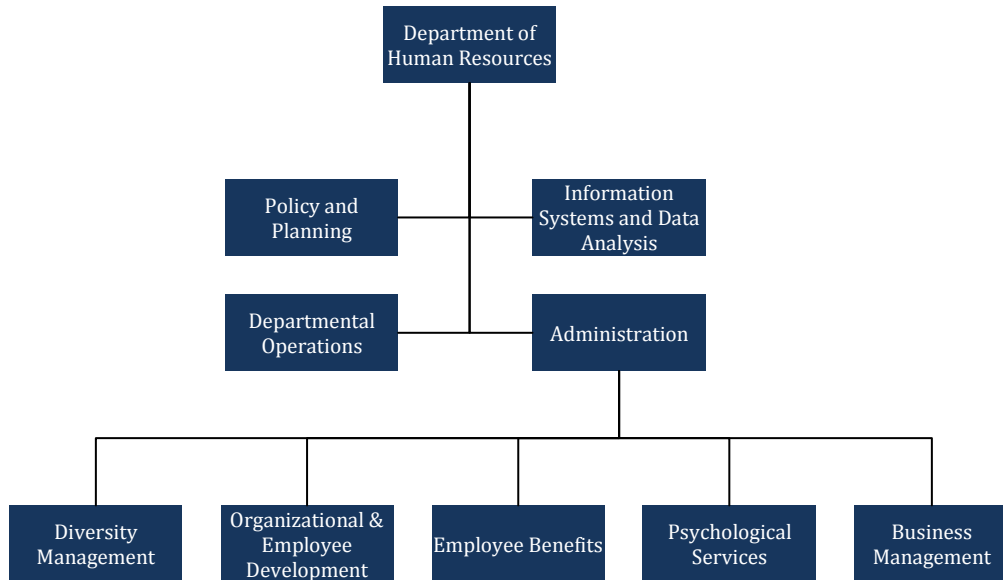 Department of
Human Resources
Policy and
Planning
Information
Systems and Data
Analysis
Departmental
Operations
Administration
Diversity
Management
Organizational &
Employee
Development
Employee Benefits
Psychological
Services
Business
Management